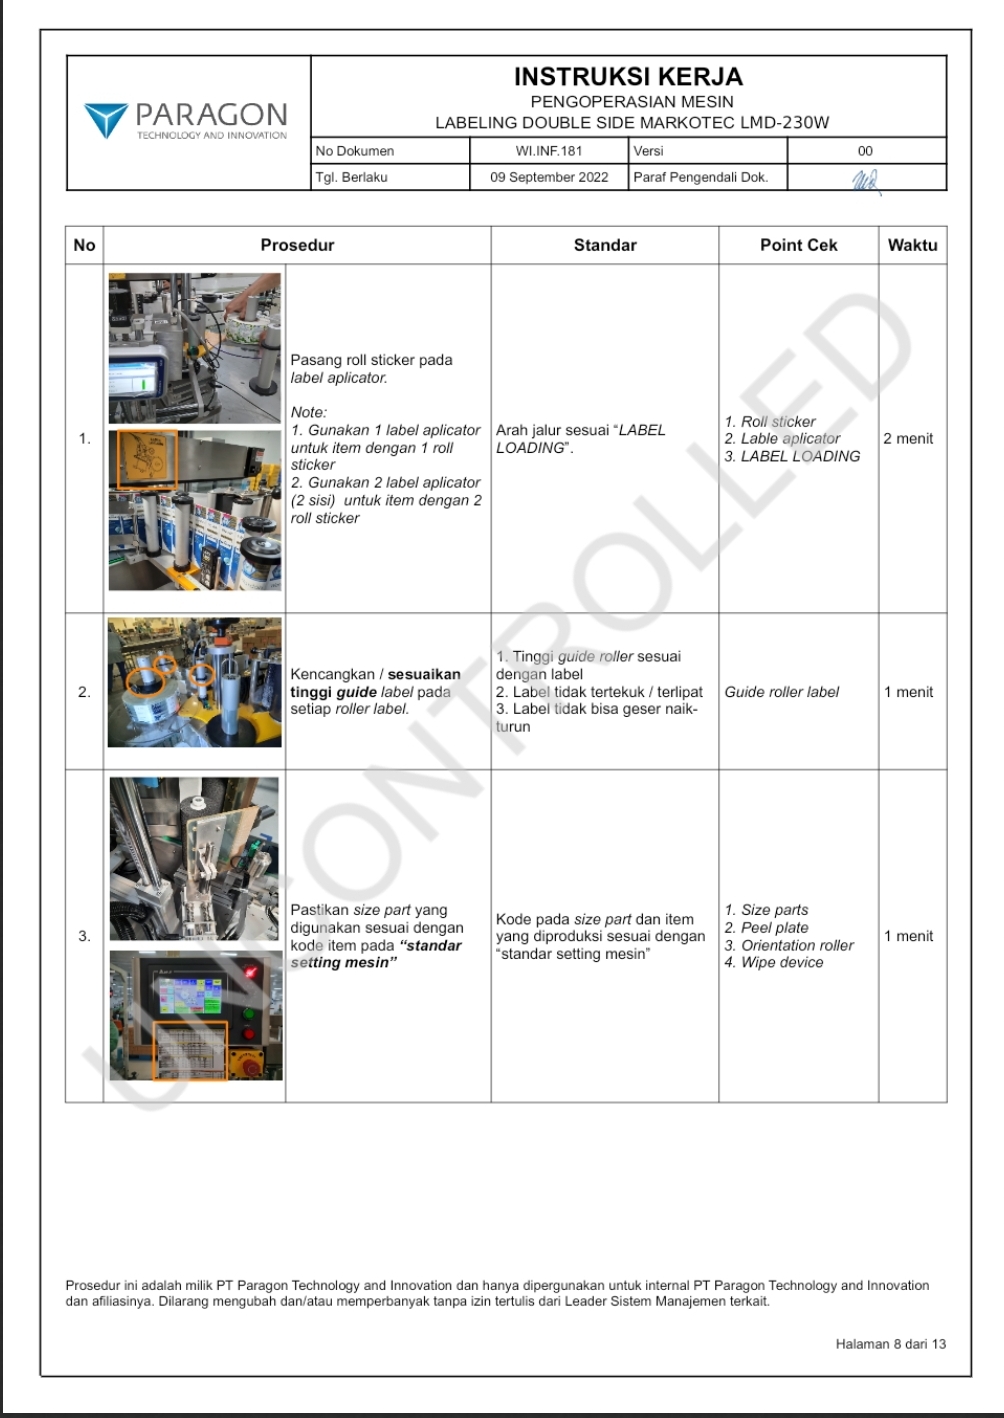 PARAGON
TECHNOLOGY AND INNOVATION
INSTRUKSI KERJA
PENGOPERASIAN MESIN
LABELING DOUBLE SIDE MARKOTEC LMD-230W
No Dokumen
WI.INF.181
Versi
00
Tgl. Berlaku
09 September 2022
Paraf Pengendali Dok.
No
Prosedur
Standar
Point Cek
Waktu
1.
Pasang roll sticker pada
label aplicator.
Note:
1. Gunakan 1 label aplicator
untuk item dengan 1 roll
sticker
2. Gunakan 2 label aplicator
(2 sisi) untuk item dengan 2
roll sticker
Arah jalur sesuai “LABEL
LOADING”.
1. Roll sticker
2. Lable aplicator
3. LABEL LOADING
2 menit
2.
Kencangkan / sesuaikan
tinggi guide label pada
setiap roller label.
1. Tinggi guide roller sesuai
dengan label
2. Label tidak tertekuk / terlipat
3. Label tidak bisa geser naik-
turun
Guide roller label
1 menit
3.
Pastikan size part yang
digunakan sesuai dengan
kode item pada “standar
setting mesin”
Kode pada size part dan item
yang diproduksi sesuai dengan
“standar setting mesin”
1. Size parts
2. Peel plate
3. Orientation roller
4. Wipe device
1 menit
UNCONTROLLED
Prosedur ini adalah milik PT Paragon Technology and Innovation dan hanya dipergunakan untuk internal PT Paragon Technology and Innovation
dan afiliasinya. Dilarang mengubah dan/atau memperbanyak tanpa izin tertulis dari Leader Sistem Manajemen terkait.
Halaman 8 dari 13